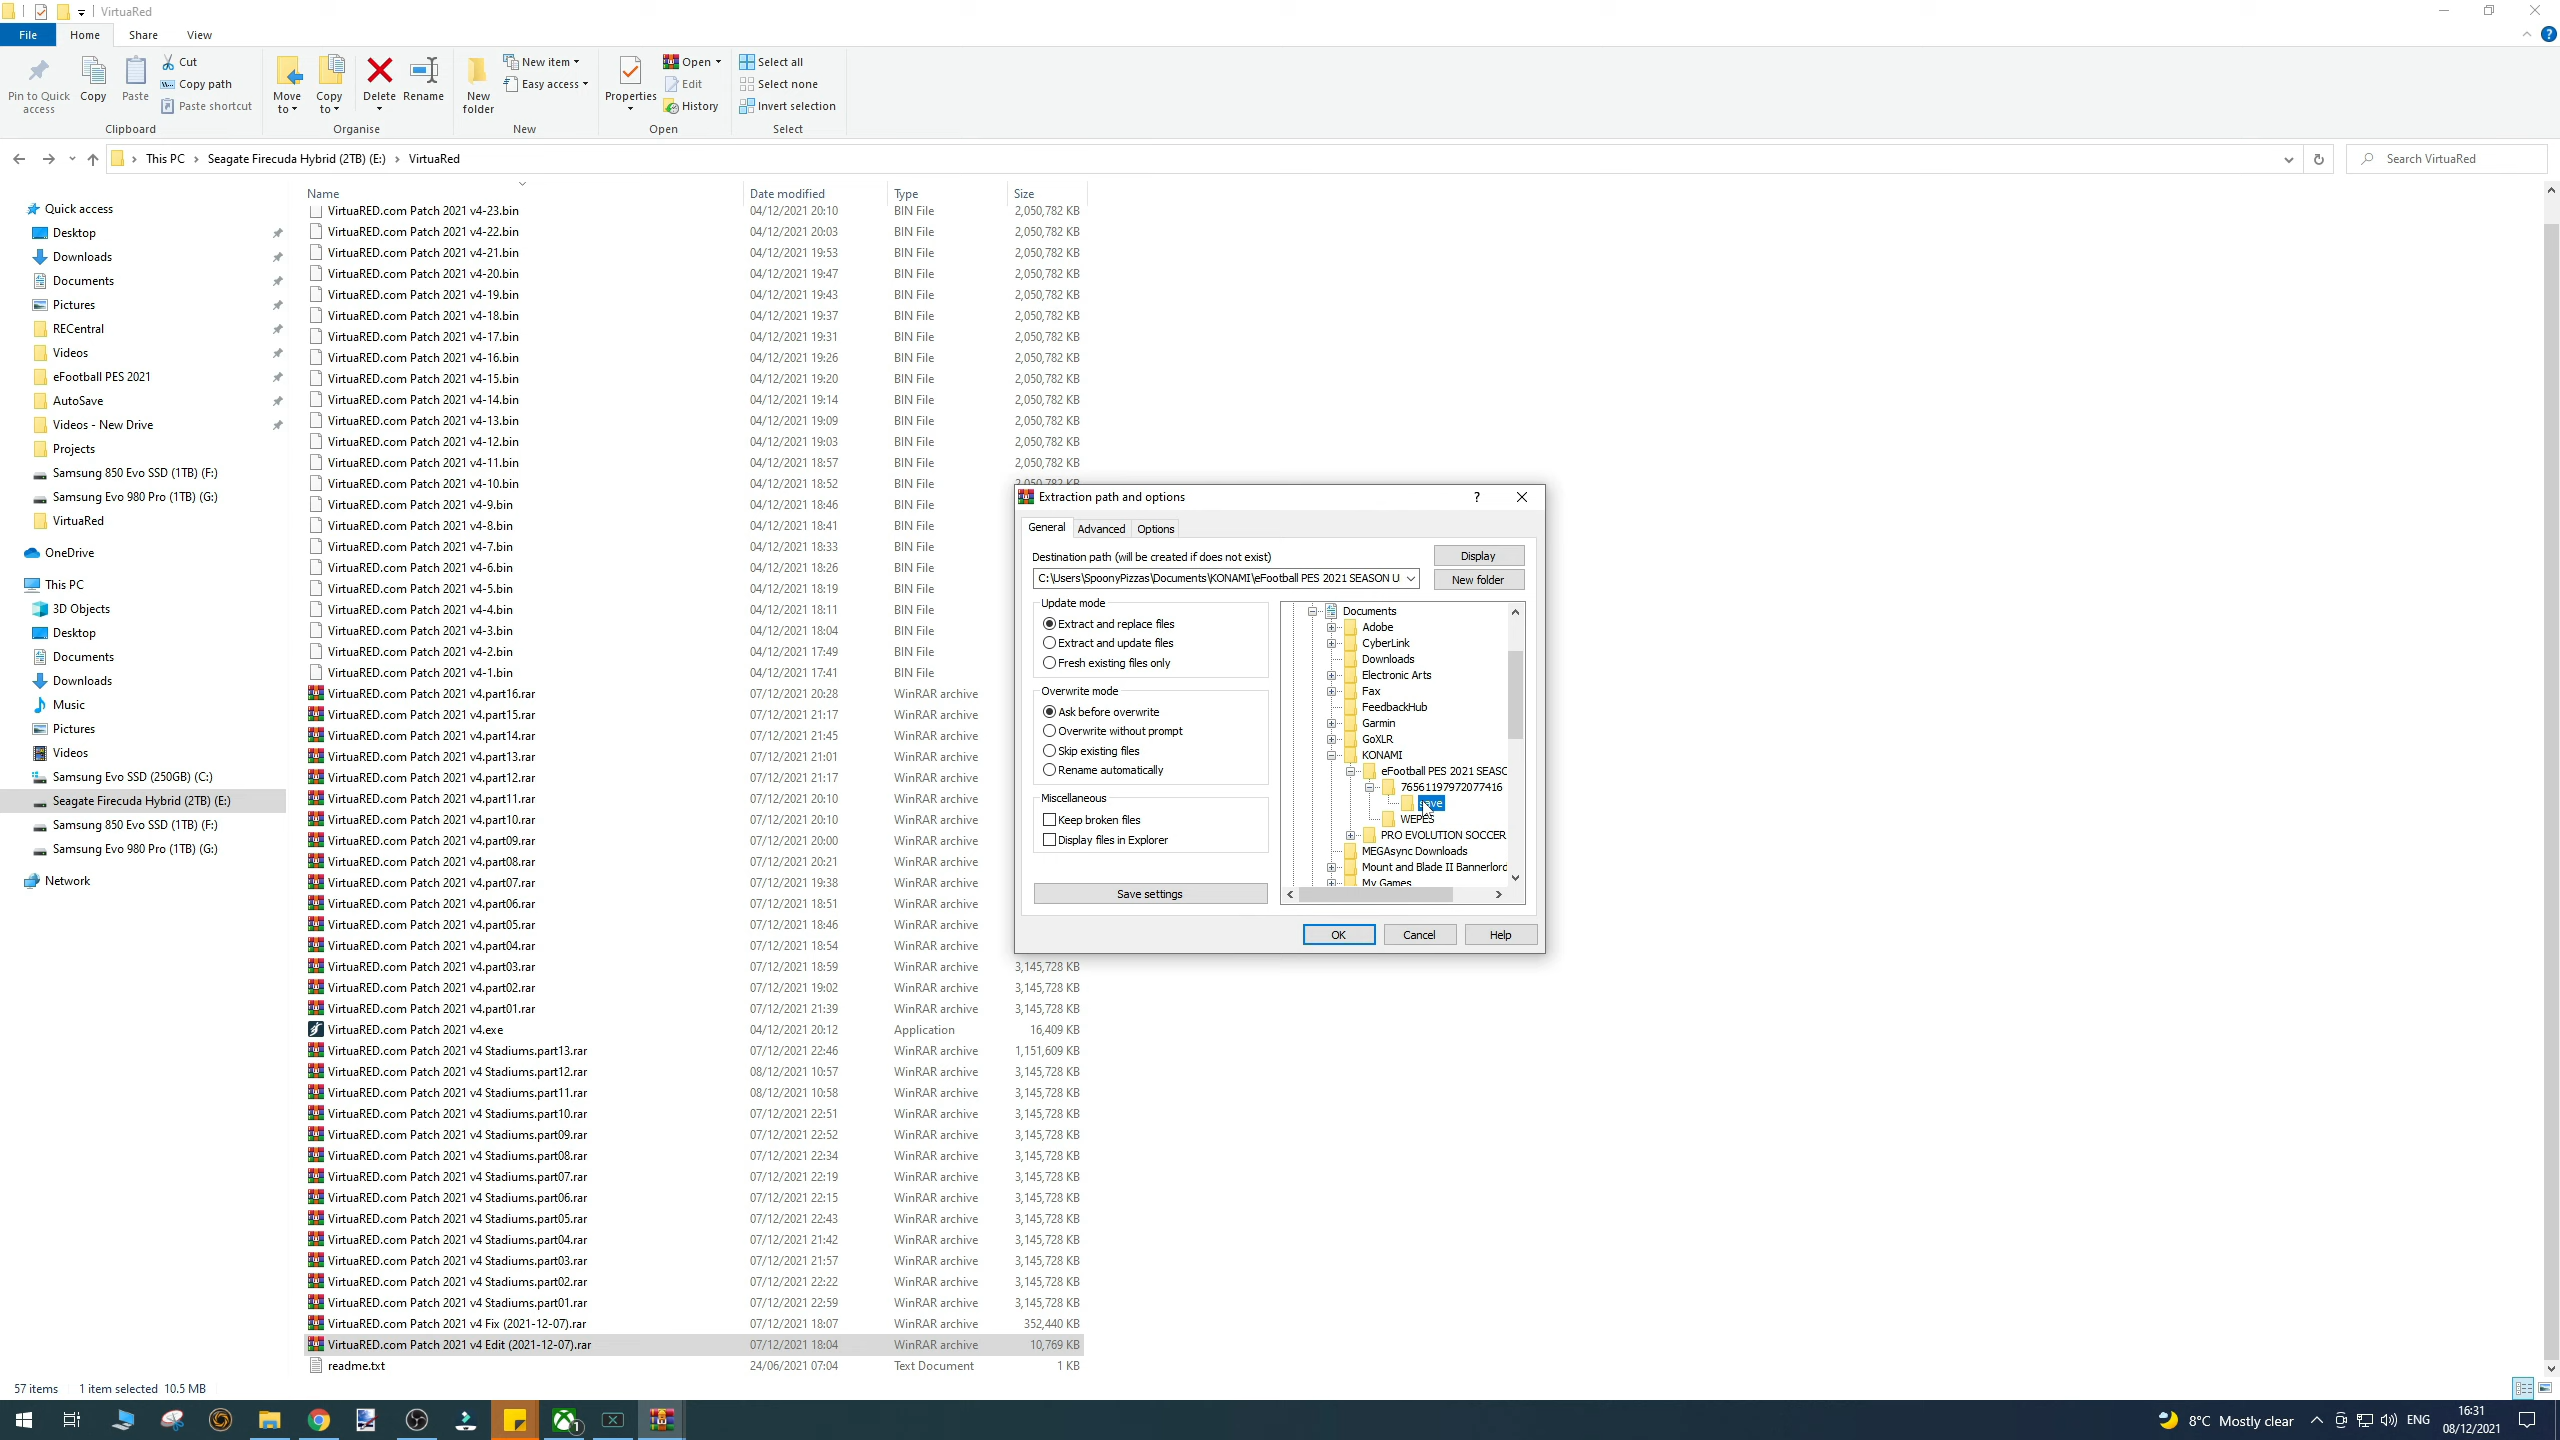 VirtuaRed
File Home Share View
Pin to Quick access
Copy
Paste
Cut
Copy path
Paste shortcut
Clipboard
Move to
Copy to
Delete
Rename
Organise
New folder
New item
Easy access
New
Properties
Open
Edit
History
Open
Select all
Select none
Invert selection
Select
This PC > Seagate Firecuda Hybrid (2TB) (E:) > VirtuaRed
Search VirtuaRed
Quick access
Desktop
Downloads
Documents
Pictures
RECentral
Videos
eFootball PES 2021
AutoSave
Videos - New Drive
Projects
Samsung 850 Evo SSD (1TB) (F:)
Samsung Evo 980 Pro (1TB) (G:)
VirtuaRed
OneDrive
This PC
3D Objects
Desktop
Documents
Downloads
Music
Pictures
Videos
Samsung Evo SSD (250GB) (C:)
Seagate Firecuda Hybrid (2TB) (E:)
Samsung 850 Evo SSD (1TB) (F:)
Samsung Evo 980 Pro (1TB) (G:)
Network
Name Date modified Type Size
VirtuaRED.com Patch 2021 v4-23.bin 04/12/2021 20:10 BIN File 2,050,782 KB
VirtuaRED.com Patch 2021 v4-22.bin 04/12/2021 20:03 BIN File 2,050,782 KB
VirtuaRED.com Patch 2021 v4-21.bin 04/12/2021 19:53 BIN File 2,050,782 KB
VirtuaRED.com Patch 2021 v4-20.bin 04/12/2021 19:47 BIN File 2,050,782 KB
VirtuaRED.com Patch 2021 v4-19.bin 04/12/2021 19:43 BIN File 2,050,782 KB
VirtuaRED.com Patch 2021 v4-18.bin 04/12/2021 19:37 BIN File 2,050,782 KB
VirtuaRED.com Patch 2021 v4-17.bin 04/12/2021 19:31 BIN File 2,050,782 KB
VirtuaRED.com Patch 2021 v4-16.bin 04/12/2021 19:26 BIN File 2,050,782 KB
VirtuaRED.com Patch 2021 v4-15.bin 04/12/2021 19:20 BIN File 2,050,782 KB
VirtuaRED.com Patch 2021 v4-14.bin 04/12/2021 19:14 BIN File 2,050,782 KB
VirtuaRED.com Patch 2021 v4-13.bin 04/12/2021 19:09 BIN File 2,050,782 KB
VirtuaRED.com Patch 2021 v4-12.bin 04/12/2021 19:03 BIN File 2,050,782 KB
VirtuaRED.com Patch 2021 v4-11.bin 04/12/2021 18:57 BIN File 2,050,782 KB
VirtuaRED.com Patch 2021 v4-10.bin 04/12/2021 18:52 BIN File 2,050,782 KB
VirtuaRED.com Patch 2021 v4-9.bin 04/12/2021 18:46 BIN File
VirtuaRED.com Patch 2021 v4-8.bin 04/12/2021 18:41 BIN File
VirtuaRED.com Patch 2021 v4-7.bin 04/12/2021 18:33 BIN File
VirtuaRED.com Patch 2021 v4-6.bin 04/12/2021 18:26 BIN File
VirtuaRED.com Patch 2021 v4-5.bin 04/12/2021 18:19 BIN File
VirtuaRED.com Patch 2021 v4-4.bin 04/12/2021 18:11 BIN File
VirtuaRED.com Patch 2021 v4-3.bin 04/12/2021 18:04 BIN File
VirtuaRED.com Patch 2021 v4-2.bin 04/12/2021 17:49 BIN File
VirtuaRED.com Patch 2021 v4-1.bin 04/12/2021 17:41 BIN File
VirtuaRED.com Patch 2021 v4.part16.rar 07/12/2021 20:28 WinRAR archive
VirtuaRED.com Patch 2021 v4.part15.rar 07/12/2021 21:17 WinRAR archive
VirtuaRED.com Patch 2021 v4.part14.rar 07/12/2021 21:45 WinRAR archive
VirtuaRED.com Patch 2021 v4.part13.rar 07/12/2021 21:01 WinRAR archive
VirtuaRED.com Patch 2021 v4.part12.rar 07/12/2021 21:17 WinRAR archive
VirtuaRED.com Patch 2021 v4.part11.rar 07/12/2021 20:10 WinRAR archive
VirtuaRED.com Patch 2021 v4.part10.rar 07/12/2021 20:10 WinRAR archive
VirtuaRED.com Patch 2021 v4.part09.rar 07/12/2021 20:00 WinRAR archive
VirtuaRED.com Patch 2021 v4.part08.rar 07/12/2021 20:21 WinRAR archive
VirtuaRED.com Patch 2021 v4.part07.rar 07/12/2021 19:38 WinRAR archive
VirtuaRED.com Patch 2021 v4.part06.rar 07/12/2021 18:51 WinRAR archive
VirtuaRED.com Patch 2021 v4.part05.rar 07/12/2021 18:46 WinRAR archive
VirtuaRED.com Patch 2021 v4.part04.rar 07/12/2021 18:54 WinRAR archive
VirtuaRED.com Patch 2021 v4.part03.rar 07/12/2021 18:59 WinRAR archive 3,145,728 KB
VirtuaRED.com Patch 2021 v4.part02.rar 07/12/2021 19:02 WinRAR archive 3,145,728 KB
VirtuaRED.com Patch 2021 v4.part01.rar 07/12/2021 21:39 WinRAR archive 3,145,728 KB
VirtuaRED.com Patch 2021 v4.exe 04/12/2021 20:12 Application 16,409 KB
VirtuaRED.com Patch 2021 v4 Stadiums.part13.rar 07/12/2021 22:46 WinRAR archive 1,151,609 KB
VirtuaRED.com Patch 2021 v4 Stadiums.part12.rar 08/12/2021 10:57 WinRAR archive 3,145,728 KB
VirtuaRED.com Patch 2021 v4 Stadiums.part11.rar 08/12/2021 10:58 WinRAR archive 3,145,728 KB
VirtuaRED.com Patch 2021 v4 Stadiums.part10.rar 07/12/2021 22:51 WinRAR archive 3,145,728 KB
VirtuaRED.com Patch 2021 v4 Stadiums.part09.rar 07/12/2021 22:52 WinRAR archive 3,145,728 KB
VirtuaRED.com Patch 2021 v4 Stadiums.part08.rar 07/12/2021 22:34 WinRAR archive 3,145,728 KB
VirtuaRED.com Patch 2021 v4 Stadiums.part07.rar 07/12/2021 22:19 WinRAR archive 3,145,728 KB
VirtuaRED.com Patch 2021 v4 Stadiums.part06.rar 07/12/2021 22:15 WinRAR archive 3,145,728 KB
VirtuaRED.com Patch 2021 v4 Stadiums.part05.rar 07/12/2021 22:43 WinRAR archive 3,145,728 KB
VirtuaRED.com Patch 2021 v4 Stadiums.part04.rar 07/12/2021 21:42 WinRAR archive 3,145,728 KB
VirtuaRED.com Patch 2021 v4 Stadiums.part03.rar 07/12/2021 21:57 WinRAR archive 3,145,728 KB
VirtuaRED.com Patch 2021 v4 Stadiums.part02.rar 07/12/2021 22:22 WinRAR archive 3,145,728 KB
VirtuaRED.com Patch 2021 v4 Stadiums.part01.rar 07/12/2021 22:59 WinRAR archive 3,145,728 KB
VirtuaRED.com Patch 2021 v4 Fix (2021-12-07).rar 07/12/2021 18:07 WinRAR archive 352,440 KB
VirtuaRED.com Patch 2021 v4 Edit (2021-12-07).rar 07/12/2021 18:04 WinRAR archive 10,769 KB
readme.txt 24/06/2021 07:04 Text Document 1 KB
Extraction path and options
General Advanced Options
Destination path (will be created if does not exist)
Display
C:\Users\SpoonyPizzas\Documents\KONAMI\eFootball PES 2021 SEASON U
New folder
Update mode
Extract and replace files
Extract and update files
Fresh existing files only
Overwrite mode
Ask before overwrite
Overwrite without prompt
Skip existing files
Rename automatically
Miscellaneous
Keep broken files
Display files in Explorer
Save settings
Documents
Adobe
CyberLink
Downloads
Electronic Arts
Fax
FeedbackHub
Garmin
GoXLR
KONAMI
eFootball PES 2021 SEASC
76561197972077416
save
WEPES
PRO EVOLUTION SOCCER
MEGAsync Downloads
Mount and Blade II Bannerlord
My Games
OK Cancel Help
57 items 1 item selected 10.5 MB
1
8°C Mostly clear
ENG
16:31
08/12/2021